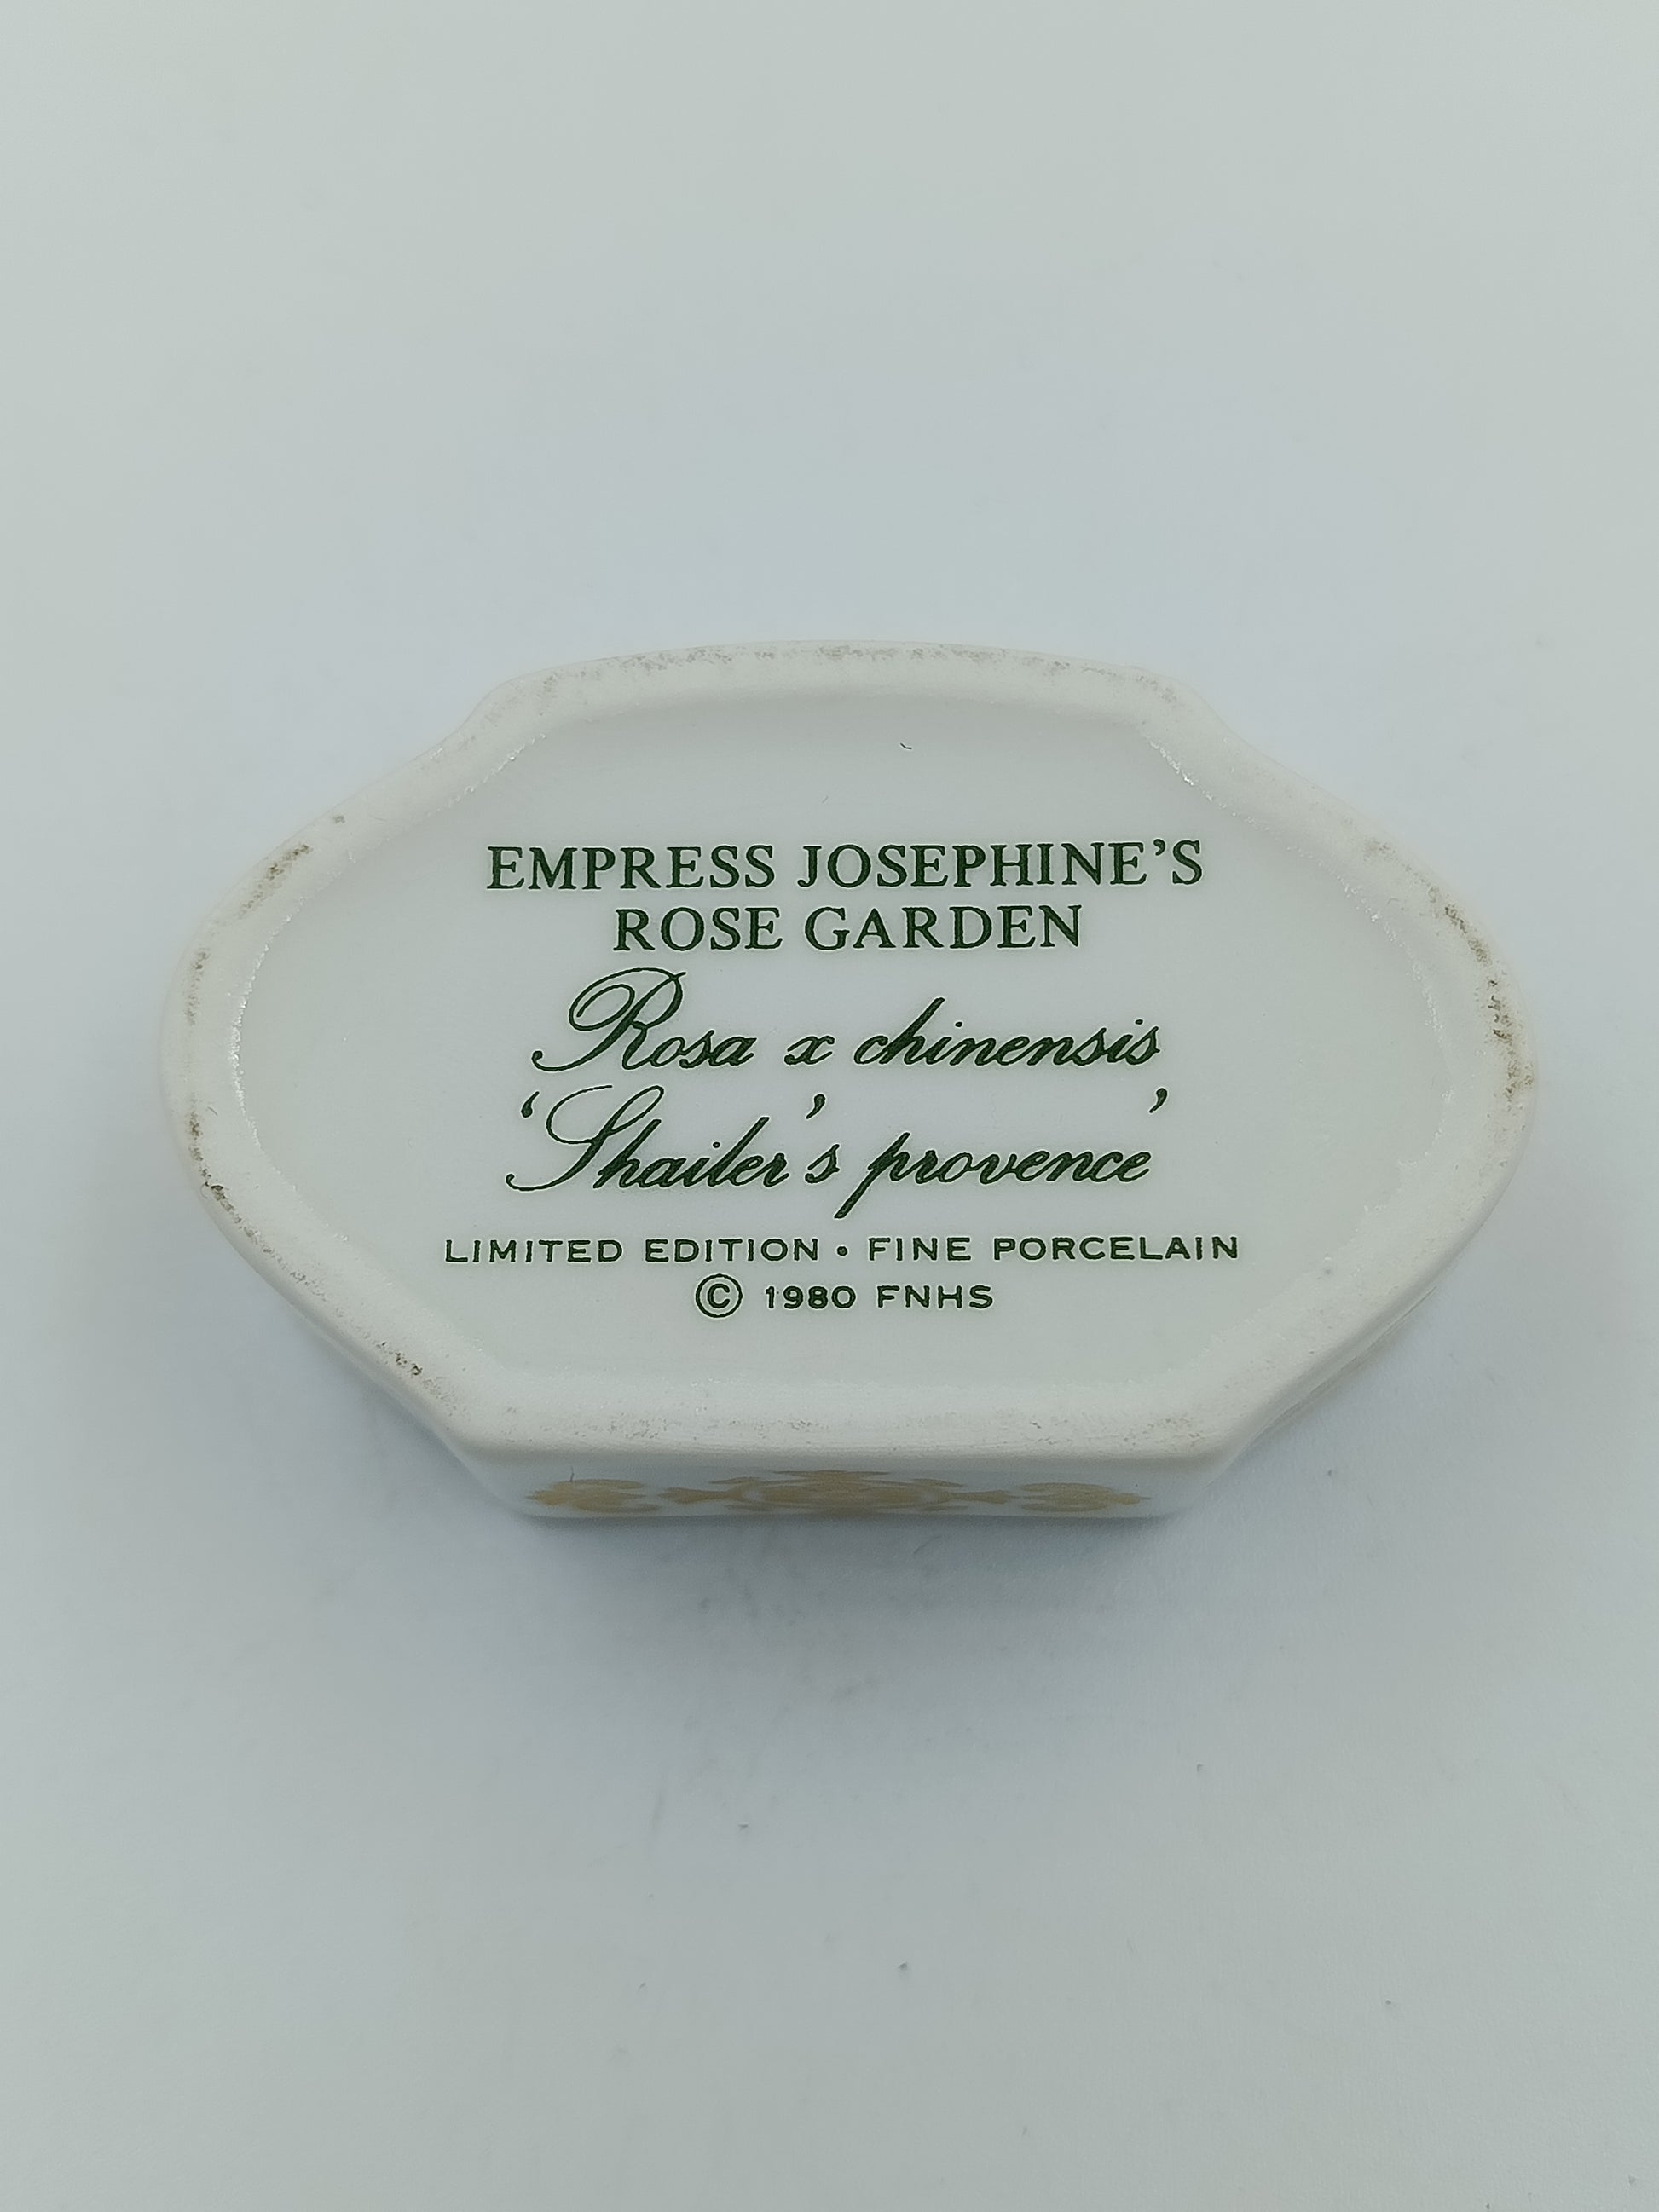 EMPRESS JOSEPHINE’S
ROSE GARDEN
Rosa x chinensis
‘Shailer’s provence’
LIMITED EDITION • FINE PORCELAIN
© 1980 FNHS